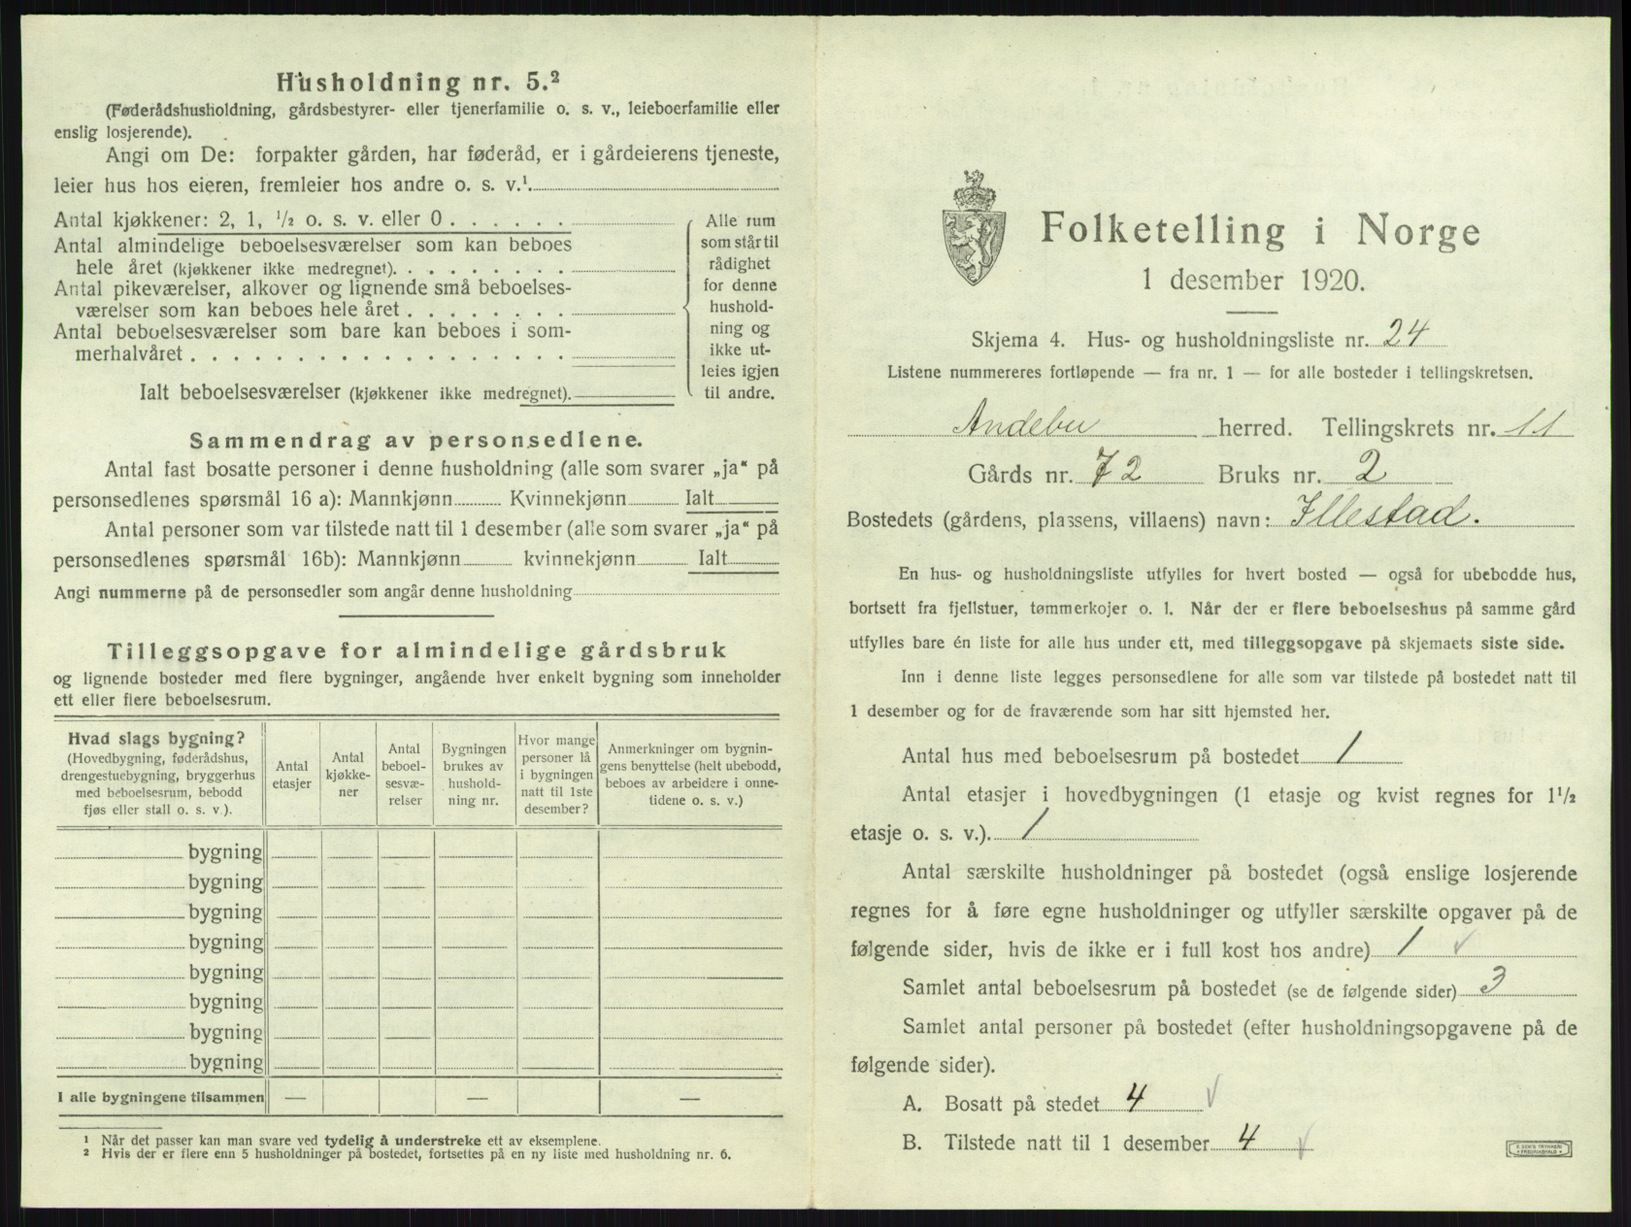 Husholdning nr. 5.²
(Føderådshusholdning, gårdsbestyrer- eller tjenerfamilie o. s. v., leieboerfamilie eller
enslig losjerende).
Angi om De: forpakter gården, har føderåd, er i gårdeierens tjeneste,
leier hus hos eieren, fremleier hos andre o. s. v.¹.
Antal kjøkkener: 2, 1, ½ o. s. v. eller 0
Antal almindelige beboelsesværelser som kan beboes
hele året (kjøkkener ikke medregnet).
Antal pikeværelser, alkover og lignende små beboelses-
værelser som kan beboes hele året
Antal beboelsesværelser som bare kan beboes i som-
merhalvåret
Ialt beboelsesværelser (kjøkkener ikke medregnet).
Alle rum
som står til
rådighet
for denne
hushold-
ning og
ikke ut-
leies igjen
til andre.
Sammendrag av personsedlene.
Antal fast bosatte personer i denne husholdning (alle som svarer „ja“ på
personsedlenes spørsmål 16 a): Mannkjønn Kvinnekjønn Ialt
Antal personer som var tilstede natt til 1 desember (alle som svarer „ja“ på
personsedlenes spørsmål 16b): Mannkjønn kvinnekjønn Ialt
Angi nummerne på de personsedler som angår denne husholdning
Tilleggsopgave for almindelige gårdsbruk
og lignende bosteder med flere bygninger, angående hver enkelt bygning som inneholder
ett eller flere beboelsesrum.
Hvad slags bygning?
(Hovedbygning, føderådshus,
drengestuebygning, bryggerhus
med beboelsesrum, bebodd
fjøs eller stall o. s. v.).
Antal
etasjer
Antal
kjøkke-
ner
Antal
beboel-
sesvæ-
relser
Bygningen
brukes av
hushold-
ning nr.
Hvor mange
personer lå
i bygningen
natt til 1ste
desember?
Anmerkninger om bygnin-
gens benyttelse (helt ubebodd,
beboes av arbeidere i onne-
tidene o. s. v.)
bygning
bygning
bygning
bygning
bygning
bygning
bygning
bygning
I alle bygningene tilsammen — — —
¹ Når det passer kan man svare ved tydelig å understreke ett av eksemplene.
² Hvis der er flere enn 5 husholdninger på bostedet, fortsettes på en ny liste med husholdning nr. 6.
Folketelling i Norge
1 desember 1920.
Skjema 4. Hus- og husholdningsliste nr. 24
Listene nummereres fortløpende — fra nr. 1 — for alle bosteder i tellingskretsen.
Andebu herred. Tellingskrets nr. 11
Gårds nr. 72 Bruks nr. 2
Bostedets (gårdens, plassens, villaens) navn: Illestad.
En hus- og husholdningsliste utfylles for hvert bosted — også for ubebodde hus,
bortsett fra fjellstuer, tømmerkojer o. l. Når der er flere beboelseshus på samme gård
utfylles bare én liste for alle hus under ett, med tilleggsopgave på skjemaets siste side.
Inn i denne liste legges personsedlene for alle som var tilstede på bostedet natt til
1 desember og for de fraværende som har sitt hjemsted her.
Antal hus med beboelsesrum på bostedet 1
Antal etasjer i hovedbygningen (1 etasje og kvist regnes for 1½
etasje o. s. v.). 1
Antal særskilte husholdninger på bostedet (også enslige losjerende
regnes for å føre egne husholdninger og utfyller særskilte opgaver på de
følgende sider, hvis de ikke er i full kost hos andre) 1 ✓
Samlet antal beboelsesrum på bostedet (se de følgende sider) 3
Samlet antal personer på bostedet (efter husholdningsopgavene på de
følgende sider).
A. Bosatt på stedet 4 ✓
B. Tilstede natt til 1 desember 4 ✓